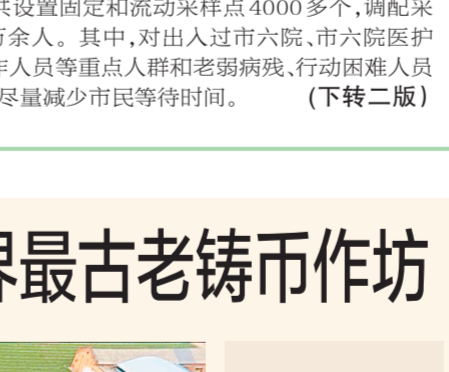 共设置固定和流动采样点4000多个,调配采
万余人。其中,对出入过市六院、市六院医护
作人员等重点人群和老弱病残、行动困难人员
尽量减少市民等待时间。 (下转二版)
界最古老铸币作坊